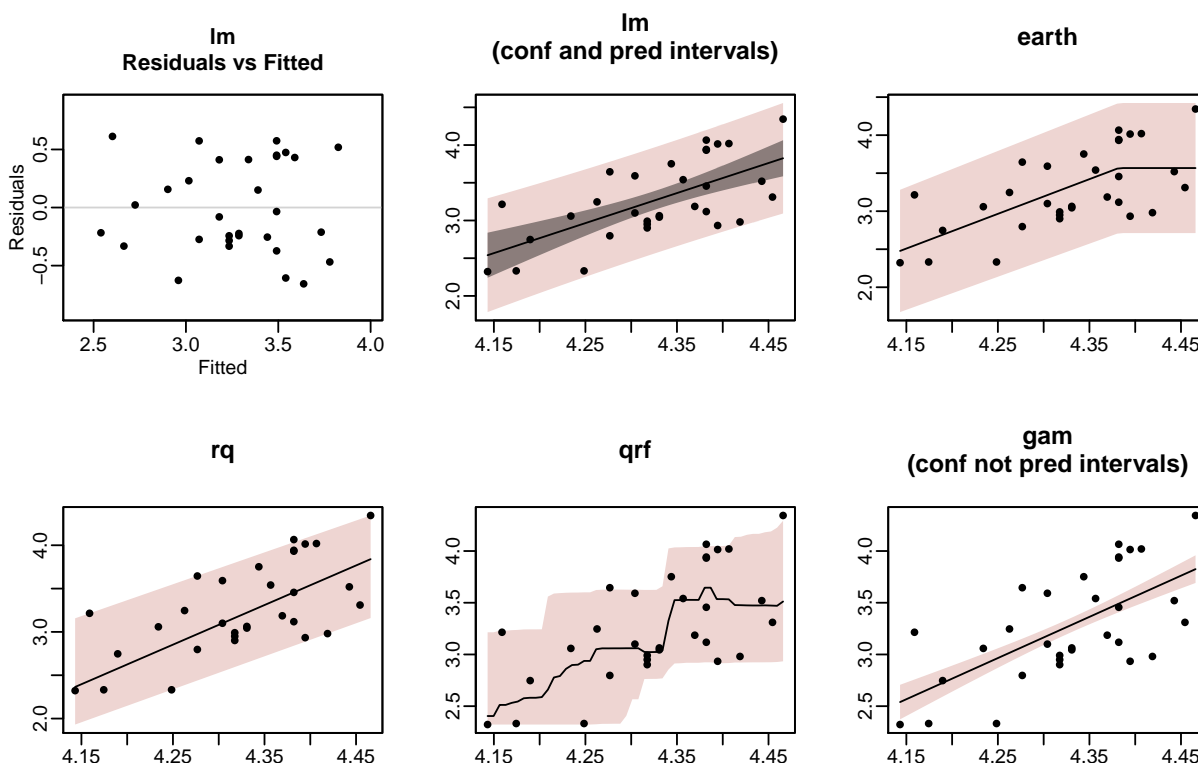 lm
Residuals vs Fitted
0.5
0.0
−0.5
Residuals
2.5 3.0 3.5 4.0
Fitted
lm
(conf and pred intervals)
4.0
3.0
2.0
4.15 4.25 4.35 4.45
earth
4.0
3.0
2.0
4.15 4.25 4.35 4.45
rq
4.0
3.0
2.0
4.15 4.25 4.35 4.45
qrf
4.0
3.5
3.0
2.5
4.15 4.25 4.35 4.45
gam
(conf not pred intervals)
4.0
3.5
3.0
2.5
4.15 4.25 4.35 4.45